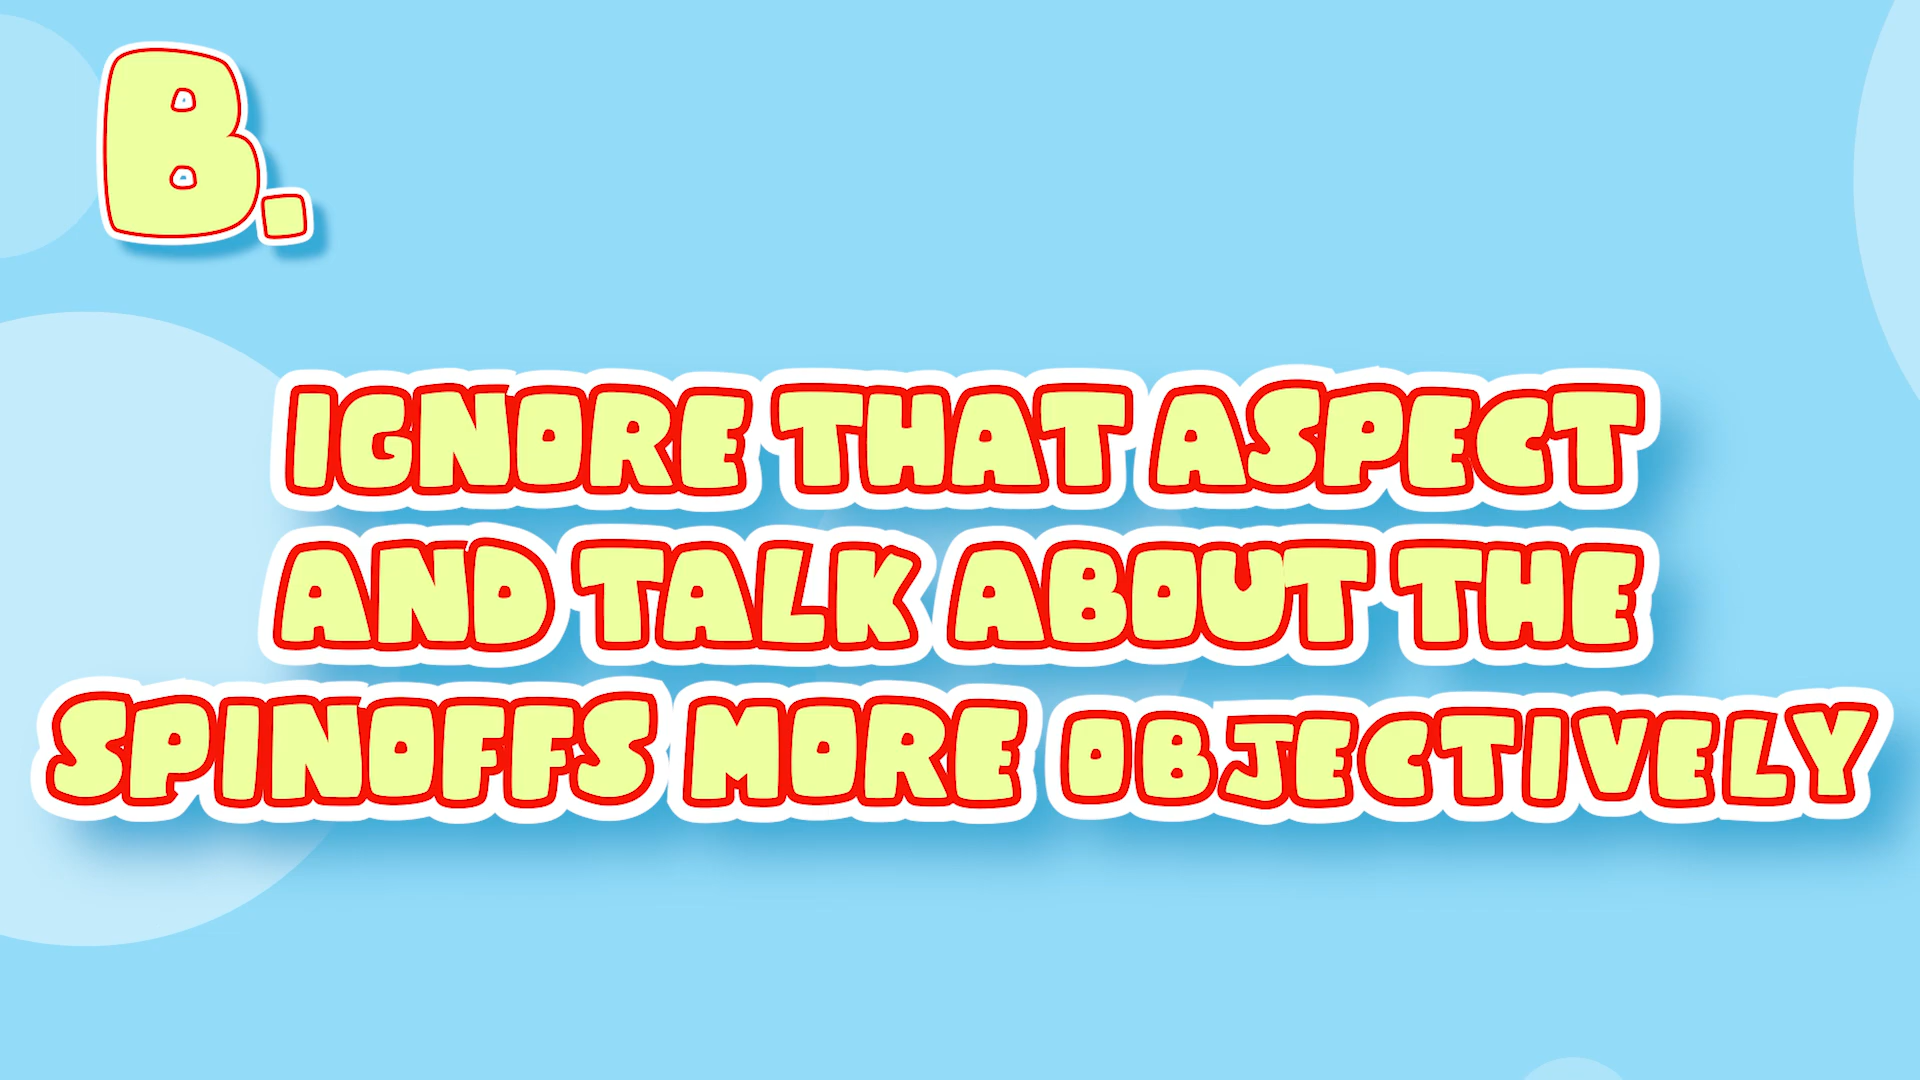 B.
IGNORE THAT ASPECT
AND TALK ABOUT THE
SPINOFFS MORE OBJECTIVELY